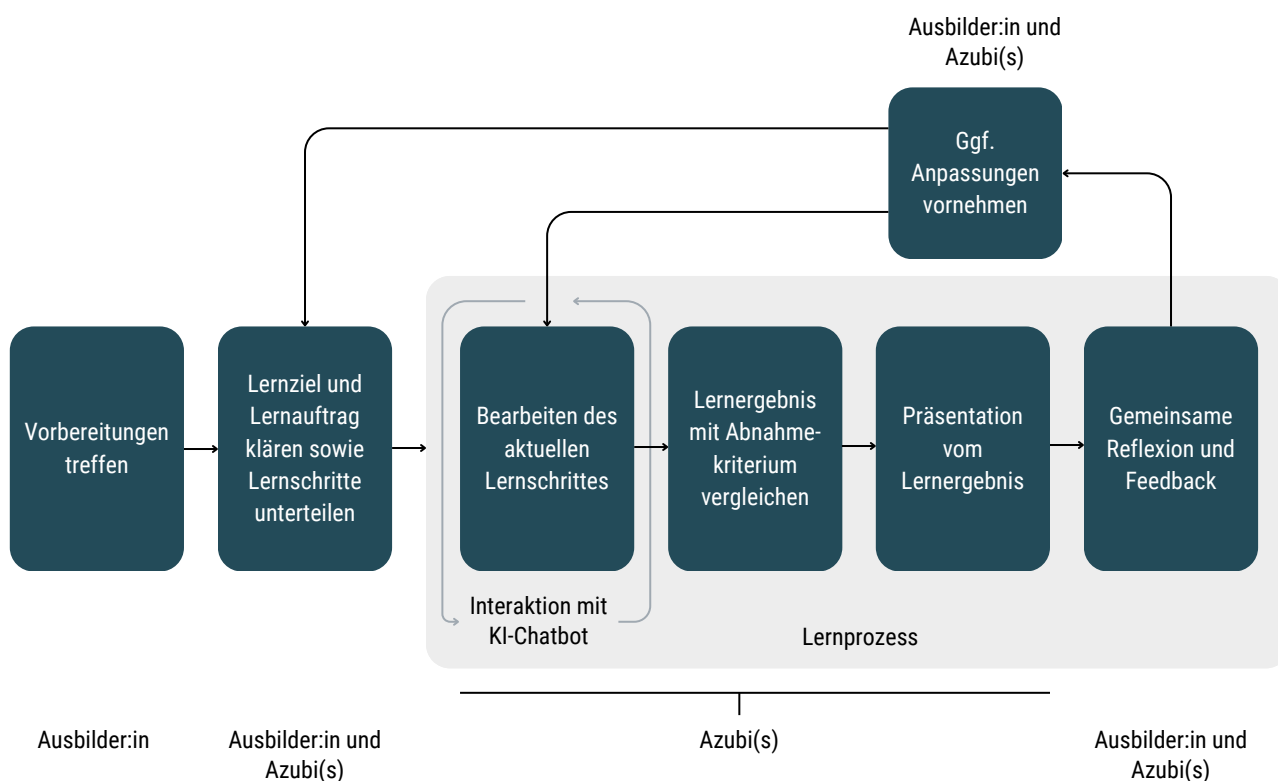 Ausbilder:in und
Azubi(s)
Ggf.
Anpassungen
vornehmen
Vorbereitungen
treffen
Lernziel und
Lernauftrag
klären sowie
Lernschritte
unterteilen
Bearbeiten des
aktuellen
Lernschrittes
Lernergebnis
mit Abnahme-
kriterium
vergleichen
Präsentation
vom
Lernergebnis
Gemeinsame
Reflexion und
Feedback
Interaktion mit
KI-Chatbot
Lernprozess
Ausbilder:in
Ausbilder:in und
Azubi(s)
Azubi(s)
Ausbilder:in und
Azubi(s)